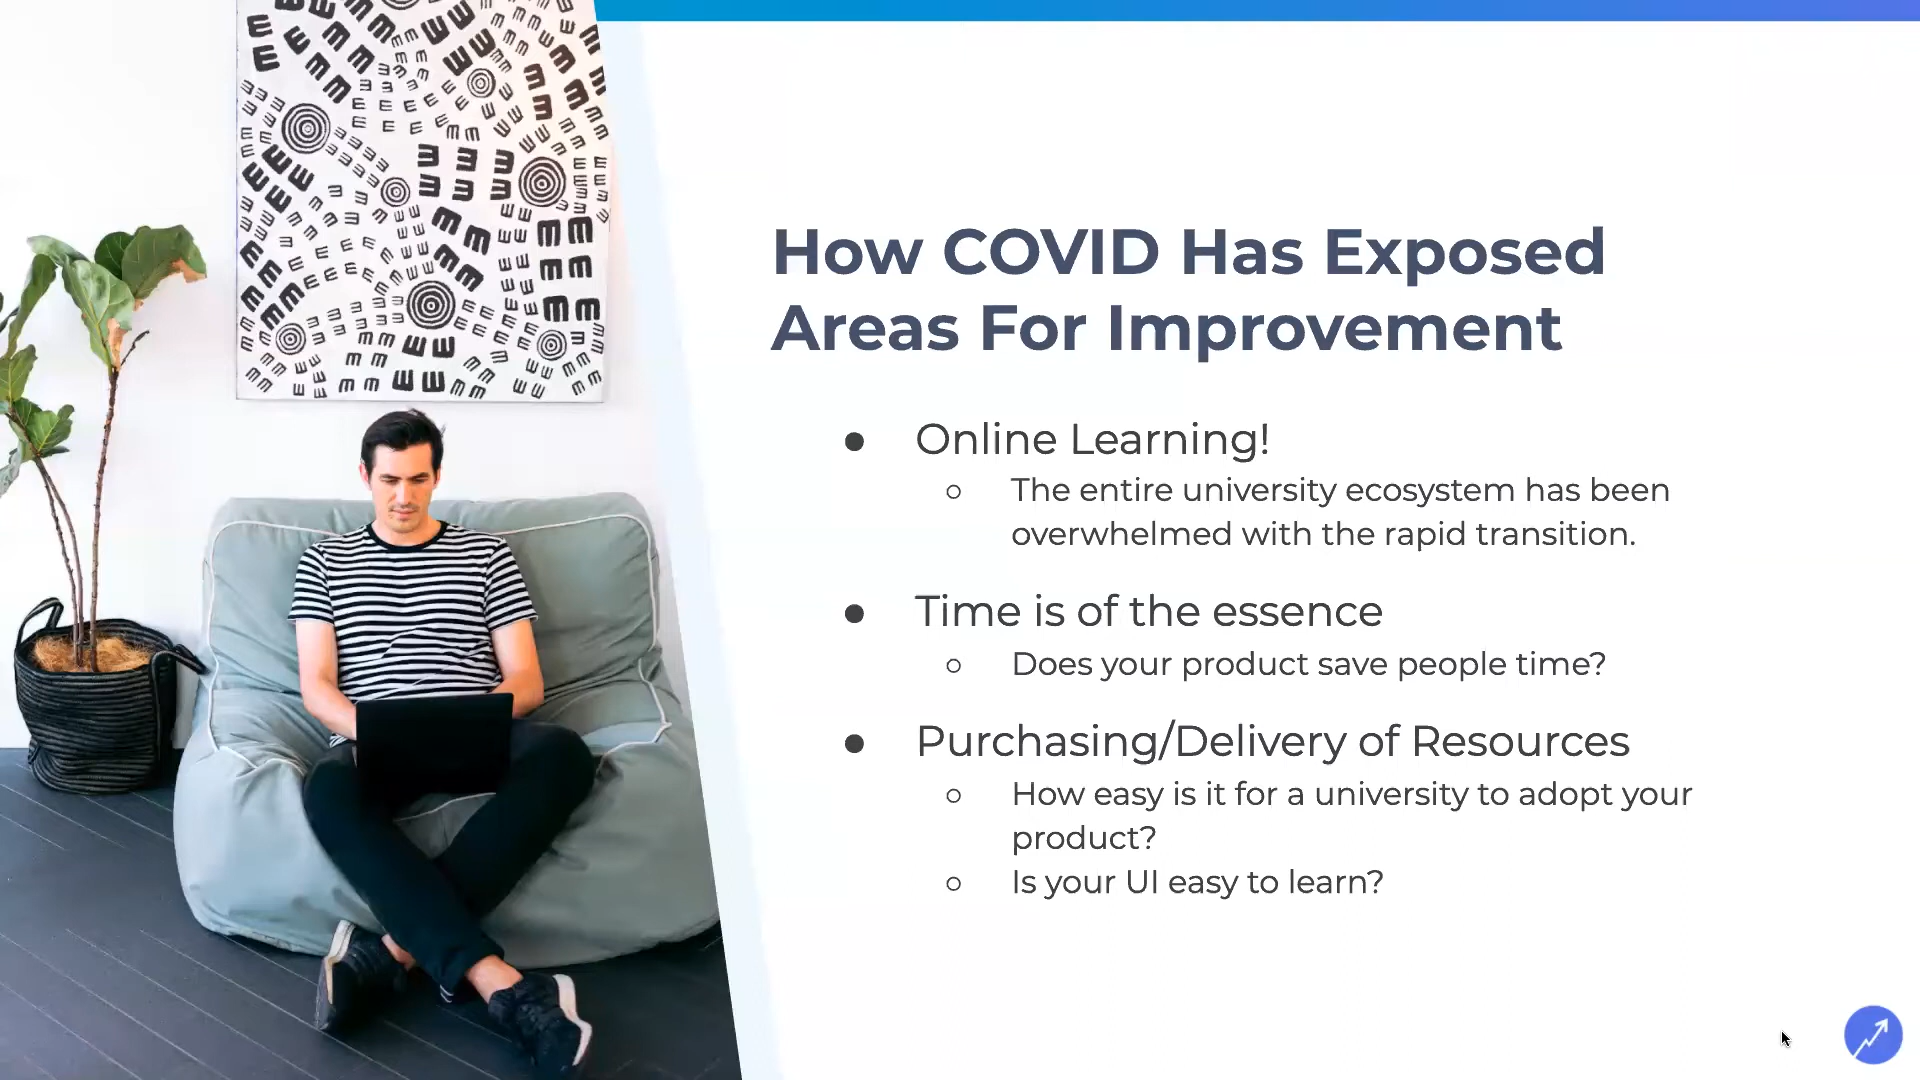 How COVID Has Exposed
Areas For Improvement
● Online Learning!
○ The entire university ecosystem has been
overwhelmed with the rapid transition.
● Time is of the essence
○ Does your product save people time?
● Purchasing/Delivery of Resources
○ How easy is it for a university to adopt your
product?
○ Is your UI easy to learn?